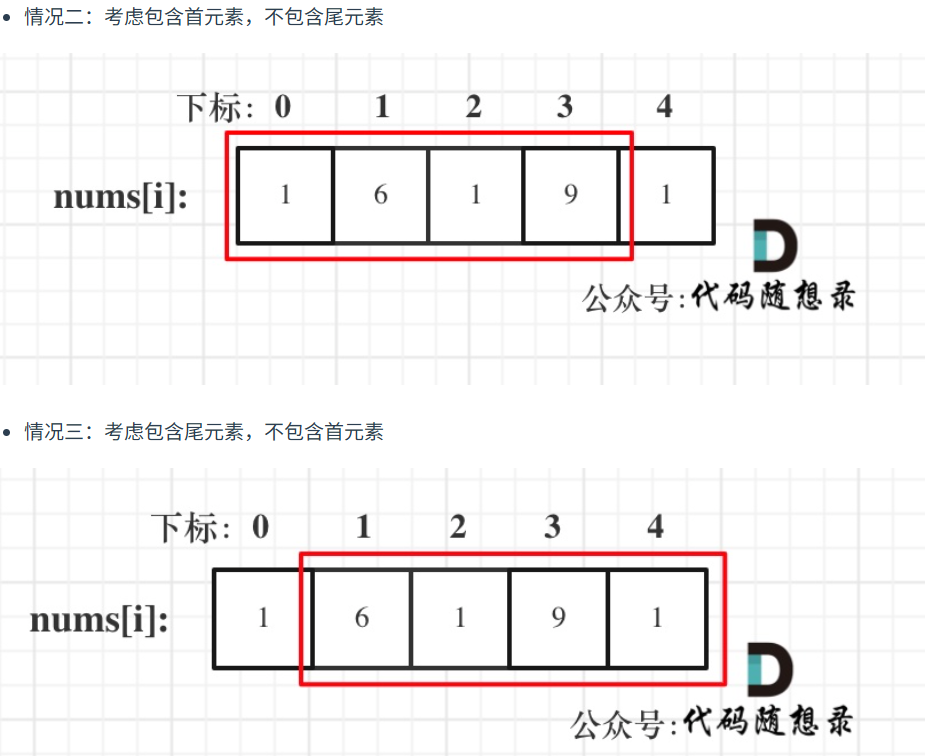 情况二：考虑包含首元素，不包含尾元素
下标: 0 1 2 3 4
nums[i]: 1 6 1 9 1
公众号:代码随想录
情况三：考虑包含尾元素，不包含首元素
下标: 0 1 2 3 4
nums[i]: 1 6 1 9 1
公众号:代码随想录